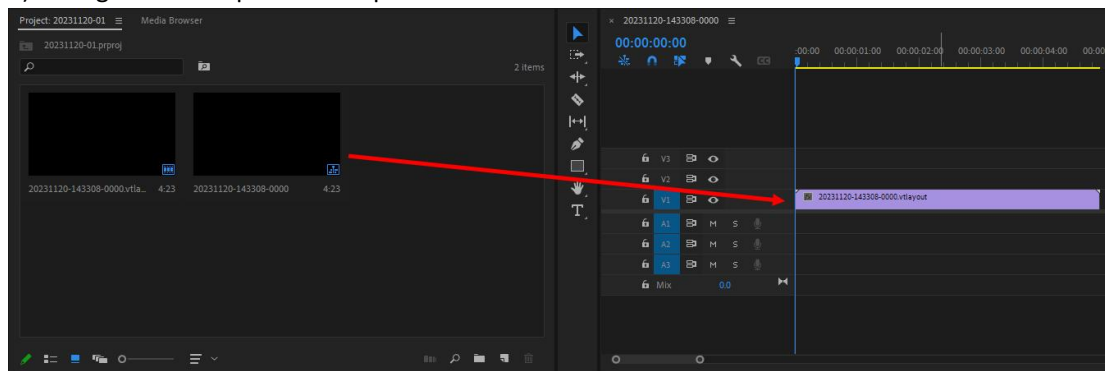 Project: 20231120-01
Media Browser
20231120-01.prproj
2 Items
20231120-143308-0000.vtla...
4:23
20231120-143308-0000
4:23
T
× 20231120-143308-0000
00:00:00:00
:00:00
00:00:01:00
00:00:02:00
00:00:03:00
00:00:04:00
00:00
V3
V2
V1
20231120-143308-0000.vtlayout
A1 M S
A2 M S
A3 M S
Mix 0.0